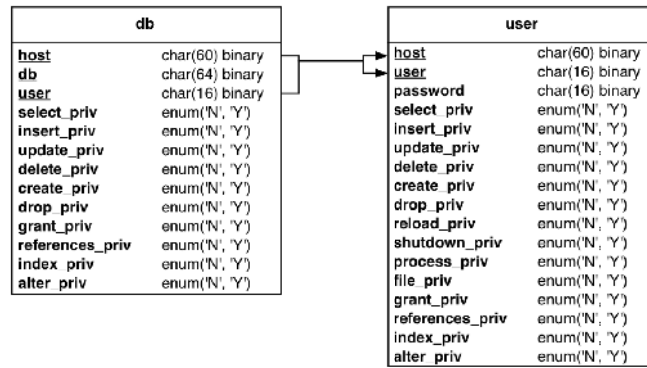 db
host char(60) binary
db char(64) binary
user char(16) binary
select_priv enum('N', 'Y')
insert_priv enum('N', 'Y')
update_priv enum('N', 'Y')
delete_priv enum('N', 'Y')
create_priv enum('N', 'Y')
drop_priv enum('N', 'Y')
grant_priv enum('N', 'Y')
references_priv enum('N', 'Y')
index_priv enum('N', 'Y')
alter_priv enum('N', 'Y')
user
host char(60) binary
user char(16) binary
password char(16) binary
select_priv enum('N', 'Y')
insert_priv enum('N', 'Y')
update_priv enum('N', 'Y')
delete_priv enum('N', 'Y')
create_priv enum('N', 'Y')
drop_priv enum('N', 'Y')
reload_priv enum('N', 'Y')
shutdown_priv enum('N', 'Y')
process_priv enum('N', 'Y')
file_priv enum('N', 'Y')
grant_priv enum('N', 'Y')
references_priv enum('N', 'Y')
index_priv enum('N', 'Y')
alter_priv enum('N', 'Y')